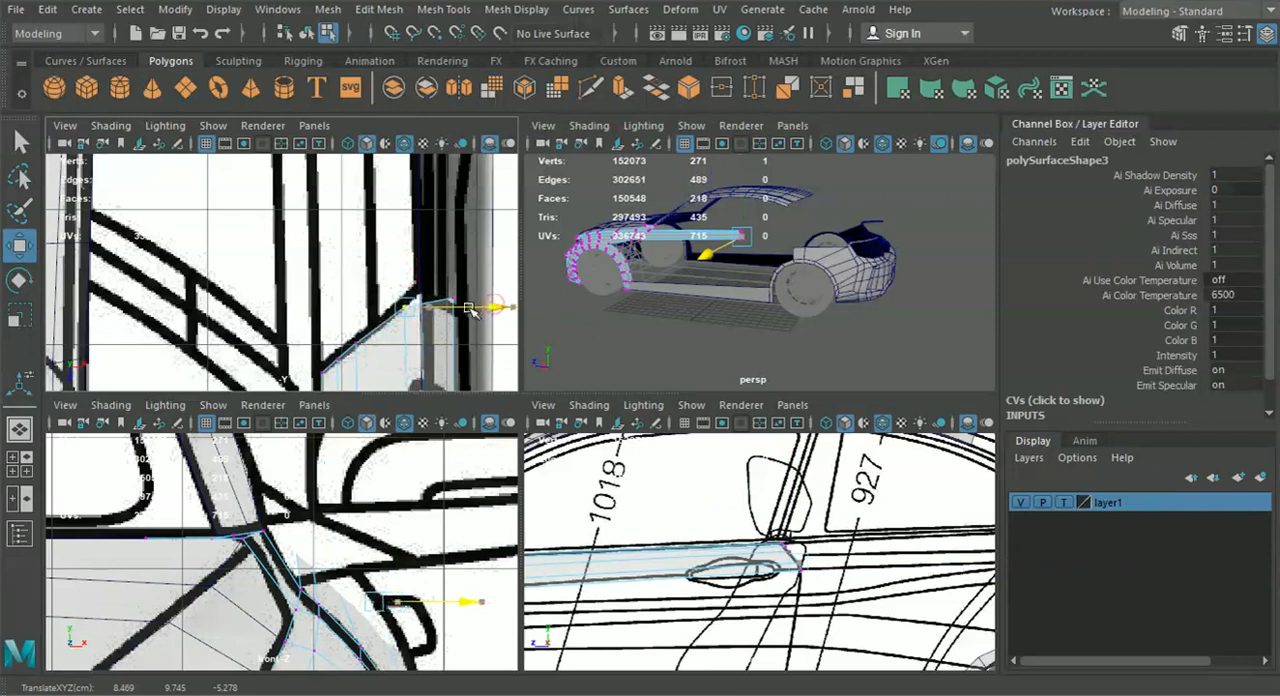 File Edit Create Select Modify Display Windows Mesh Edit Mesh Mesh Tools Mesh Display Curves Surfaces Deform UV Generate Cache Arnold Help Workspace : Modeling - Standard
Modeling No Live Surface Sign In
Curves / Surfaces Polygons Sculpting Rigging Animation Rendering FX FX Caching Custom Arnold Bifrost MASH Motion Graphics XGen
T SVG
View Shading Lighting Show Renderer Panels
View Shading Lighting Show Renderer Panels
Verts:
Edges:
Faces:
Tris:
UVs:
Verts: 152073 271 1
Edges: 302651 489 0
Faces: 150548 218 0
Tris: 297493 435 0
UVs: 336743 715 0
persp
View Shading Lighting Show Renderer Panels
View Shading Lighting Show Renderer Panels
front -Z
1018
927
Channel Box / Layer Editor
Channels Edit Object Show
polySurfaceShape3
Ai Shadow Density 1
Ai Exposure 0
Ai Diffuse 1
Ai Specular 1
Ai Sss 1
Ai Indirect 1
Ai Volume 1
Ai Use Color Temperature off
Ai Color Temperature 6500
Color R 1
Color G 1
Color B 1
Intensity 1
Emit Diffuse on
Emit Specular on
CVs (click to show)
INPUTS
Display Anim
Layers Options Help
V P T layer1
TranslateXYZ(cm): 8.469 9.745 -5.278